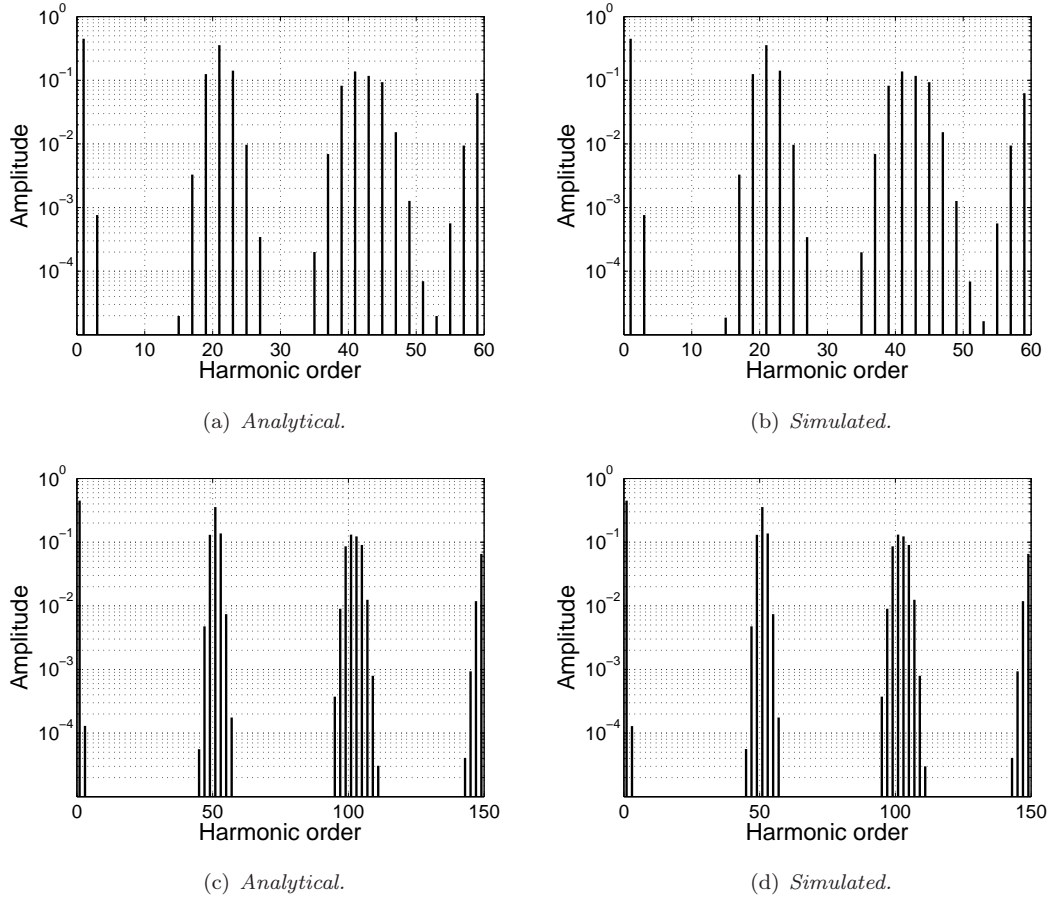 10^0
10^−1
10^−2
10^−3
10^−4
Amplitude
0 10 20 30 40 50 60
Harmonic order
(a) Analytical.
10^0
10^−1
10^−2
10^−3
10^−4
Amplitude
0 10 20 30 40 50 60
Harmonic order
(b) Simulated.
10^0
10^−1
10^−2
10^−3
10^−4
Amplitude
0 50 100 150
Harmonic order
(c) Analytical.
10^0
10^−1
10^−2
10^−3
10^−4
Amplitude
0 50 100 150
Harmonic order
(d) Simulated.